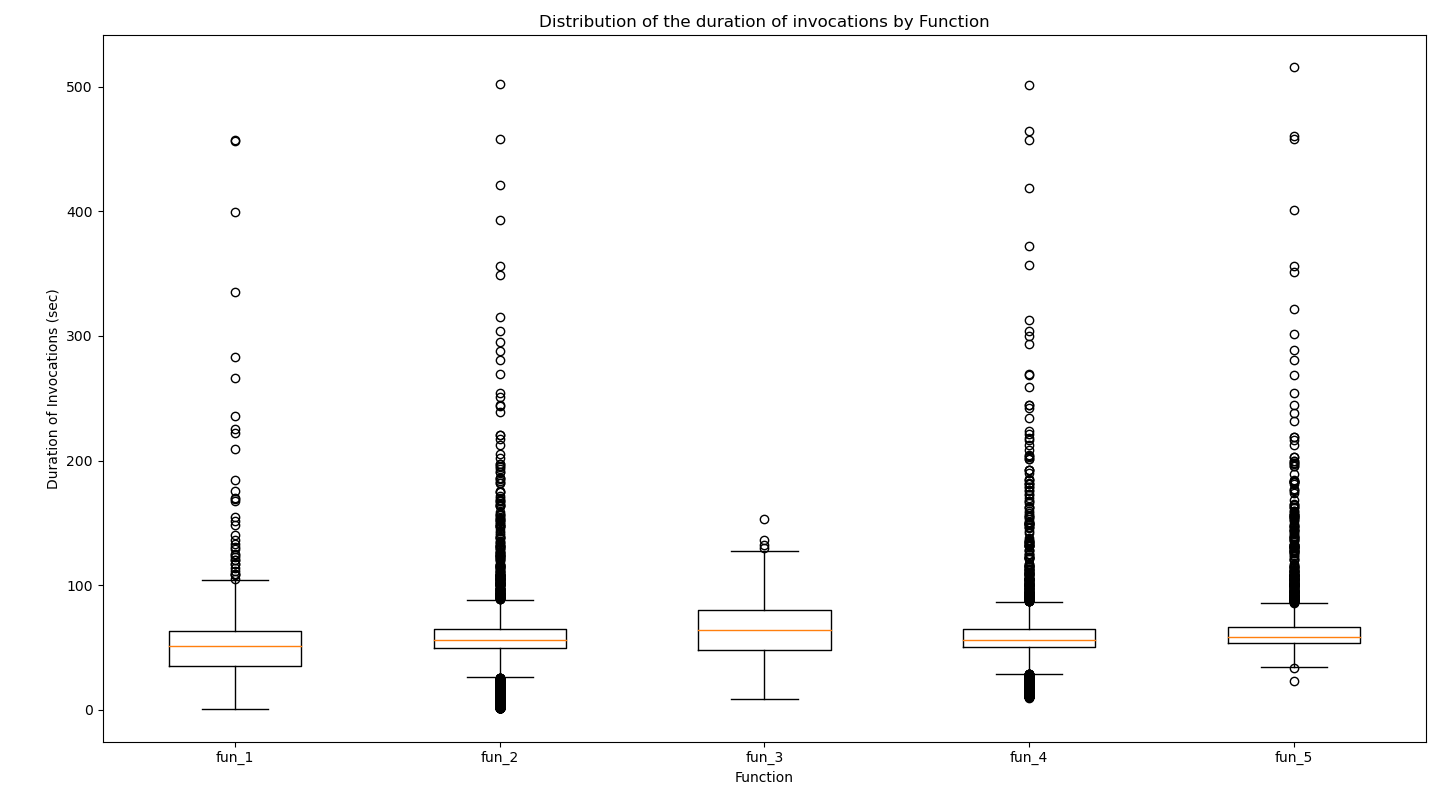 Distribution of the duration of invocations by Function
Duration of Invocations (sec)
500
400
300
200
100
0
fun_1 fun_2 fun_3 fun_4 fun_5
Function